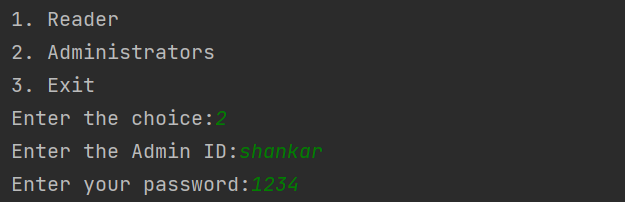 1. Reader
2. Administrators
3. Exit
Enter the choice:2
Enter the Admin ID:shankar
Enter your password:1234